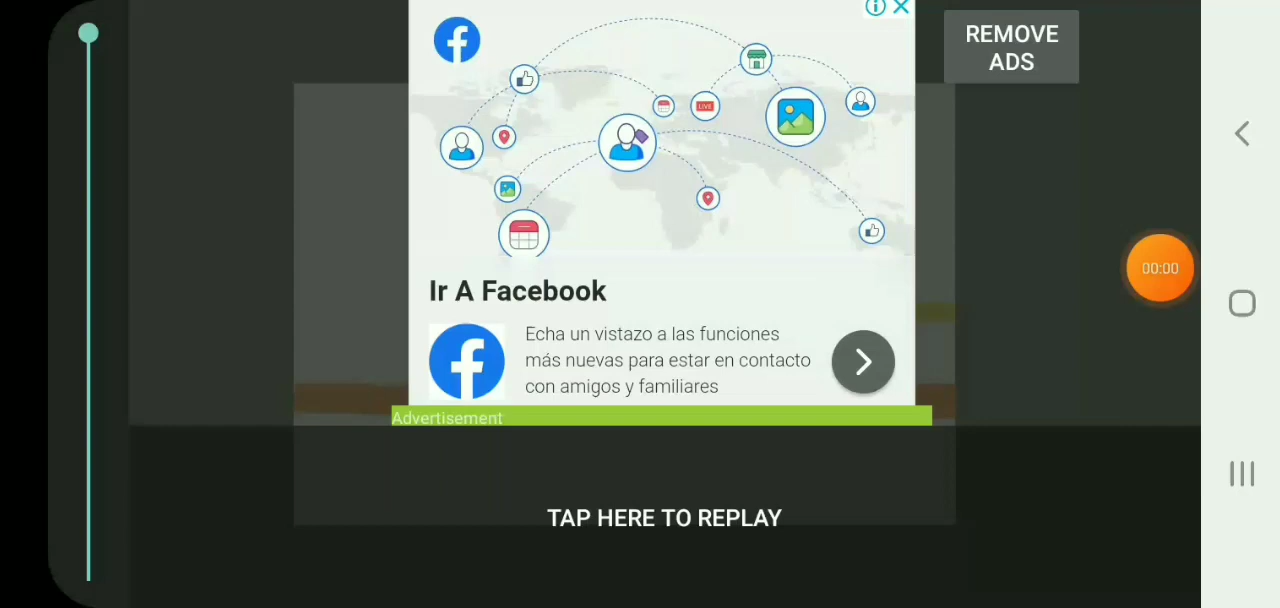 REMOVE
ADS
LIVE
00:00
Ir A Facebook
Echa un vistazo a las funciones
más nuevas para estar en contacto
con amigos y familiares
Advertisement
TAP HERE TO REPLAY